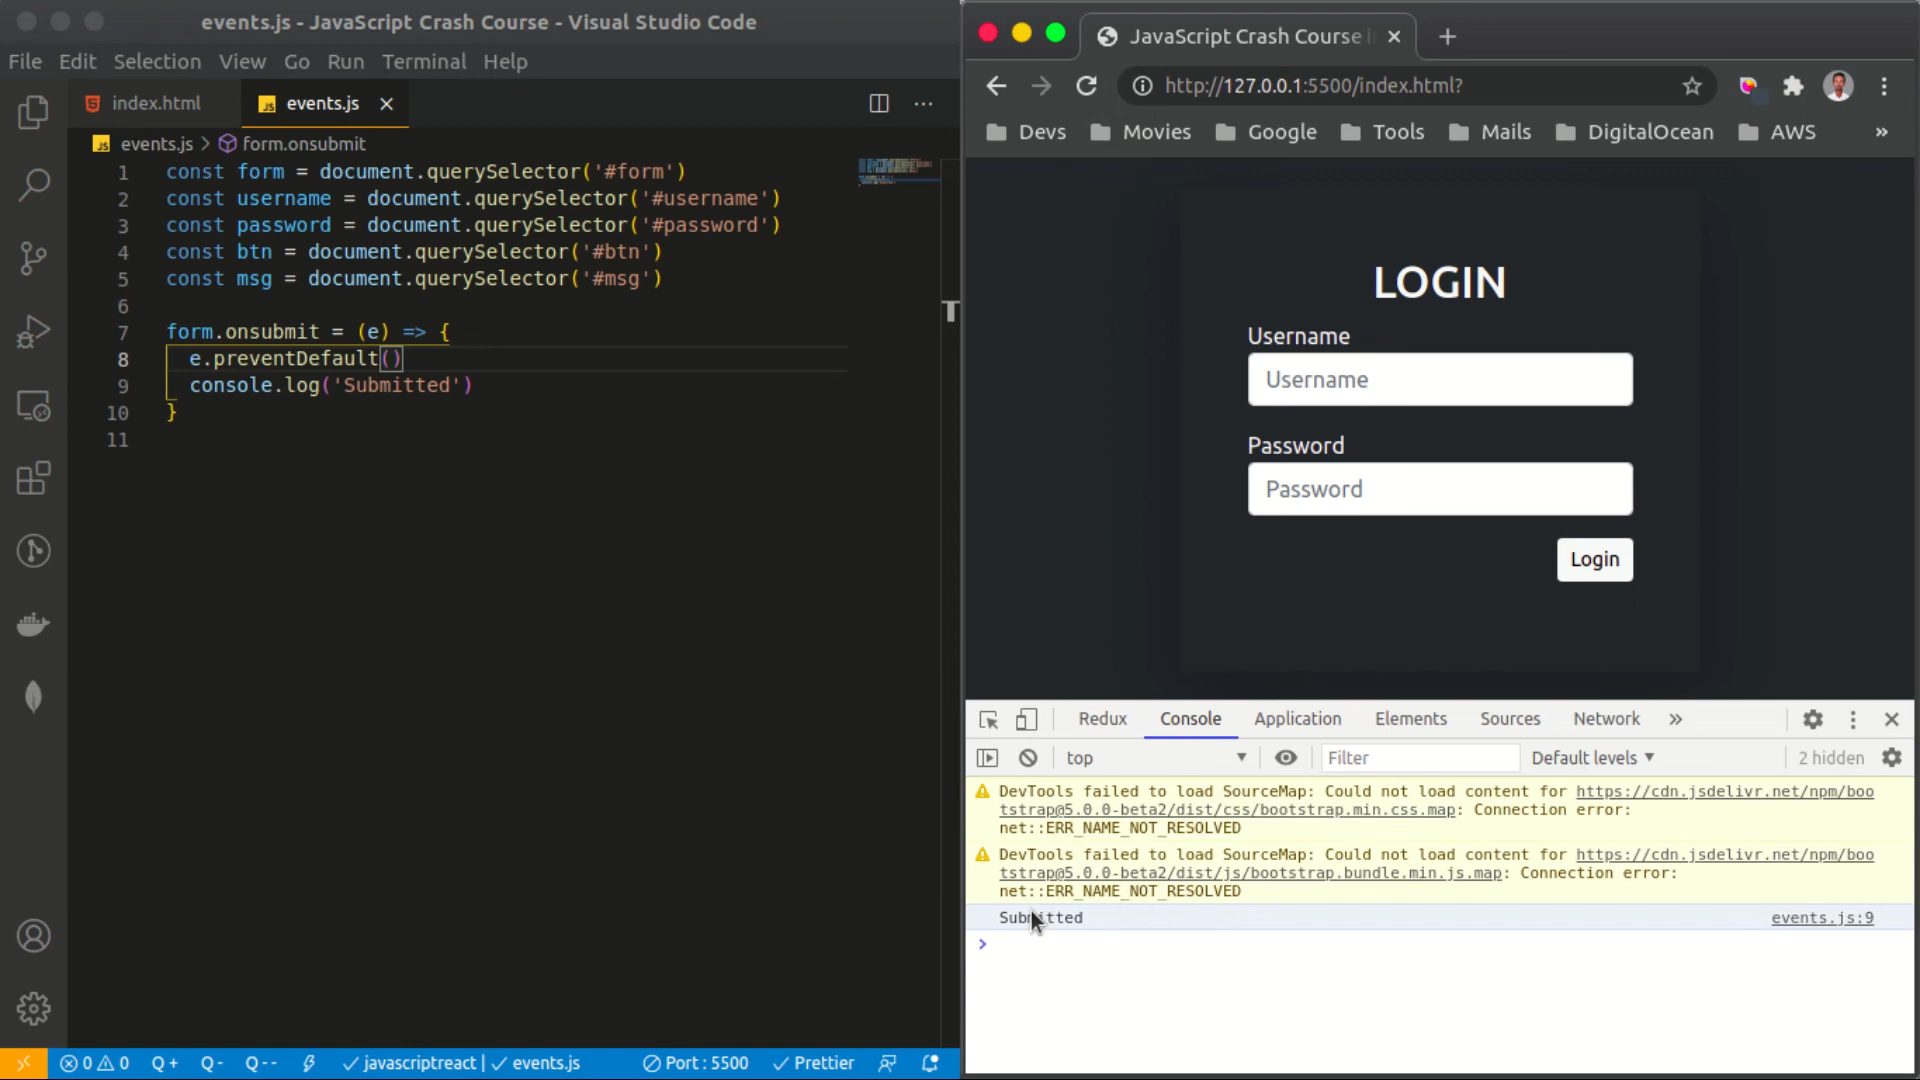 events.js - JavaScript Crash Course - Visual Studio Code
File Edit Selection View Go Run Terminal Help
index.html
events.js
events.js > form.onsubmit
1 const form = document.querySelector('#form')
2 const username = document.querySelector('#username')
3 const password = document.querySelector('#password')
4 const btn = document.querySelector('#btn')
5 const msg = document.querySelector('#msg')
6
7 form.onsubmit = (e) => {
8 e.preventDefault()
9 console.log('Submitted')
10 }
11
0 0 Q+ Q- Q-- javascriptreact | events.js Port : 5500 Prettier
JavaScript Crash Course i
http://127.0.0.1:5500/index.html?
Devs Movies Google Tools Mails DigitalOcean AWS »
LOGIN
Username
Username
Password
Password
Login
Redux Console Application Elements Sources Network »
top Filter Default levels 2 hidden
DevTools failed to load SourceMap: Could not load content for https://cdn.jsdelivr.net/npm/boo
tstrap@5.0.0-beta2/dist/css/bootstrap.min.css.map: Connection error:
net::ERR_NAME_NOT_RESOLVED
DevTools failed to load SourceMap: Could not load content for https://cdn.jsdelivr.net/npm/boo
tstrap@5.0.0-beta2/dist/js/bootstrap.bundle.min.js.map: Connection error:
net::ERR_NAME_NOT_RESOLVED
Submitted events.js:9
>